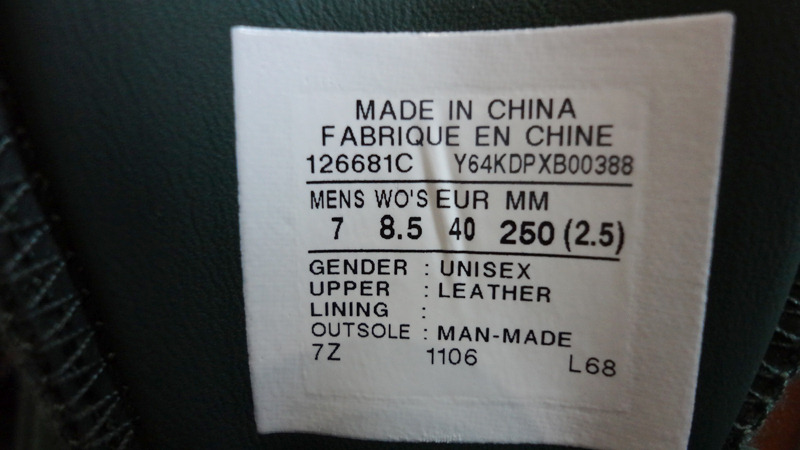 MADE IN CHINA
FABRIQUE EN CHINE
126681C Y64KDPXB00388
MENS WO'S EUR MM
7 8.5 40 250 (2.5)
GENDER : UNISEX
UPPER : LEATHER
LINING :
OUTSOLE : MAN-MADE
7Z 1106 L68